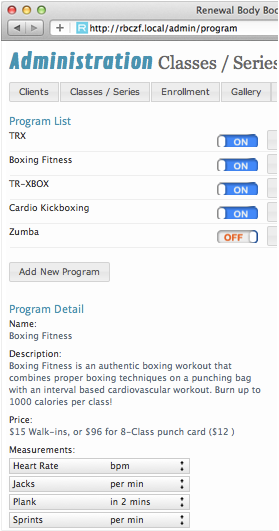 Renewal Body Boo
http://rbczf.local/admin/program
Administration Classes / Series
Clients Classes / Series Enrollment Gallery
Program List
TRX ON
Boxing Fitness ON
TR-XBOX ON
Cardio Kickboxing ON
Zumba OFF
Add New Program
Program Detail
Name:
Boxing Fitness
Description:
Boxing Fitness is an authentic boxing workout that
combines proper boxing techniques on a punching bag
with an interval based cardiovascular workout. Burn up to
1000 calories per class!
Price:
$15 Walk-ins, or $96 for 8-Class punch card ($12 )
Measurements:
Heart Rate bpm
Jacks per min
Plank in 2 mins
Sprints per min